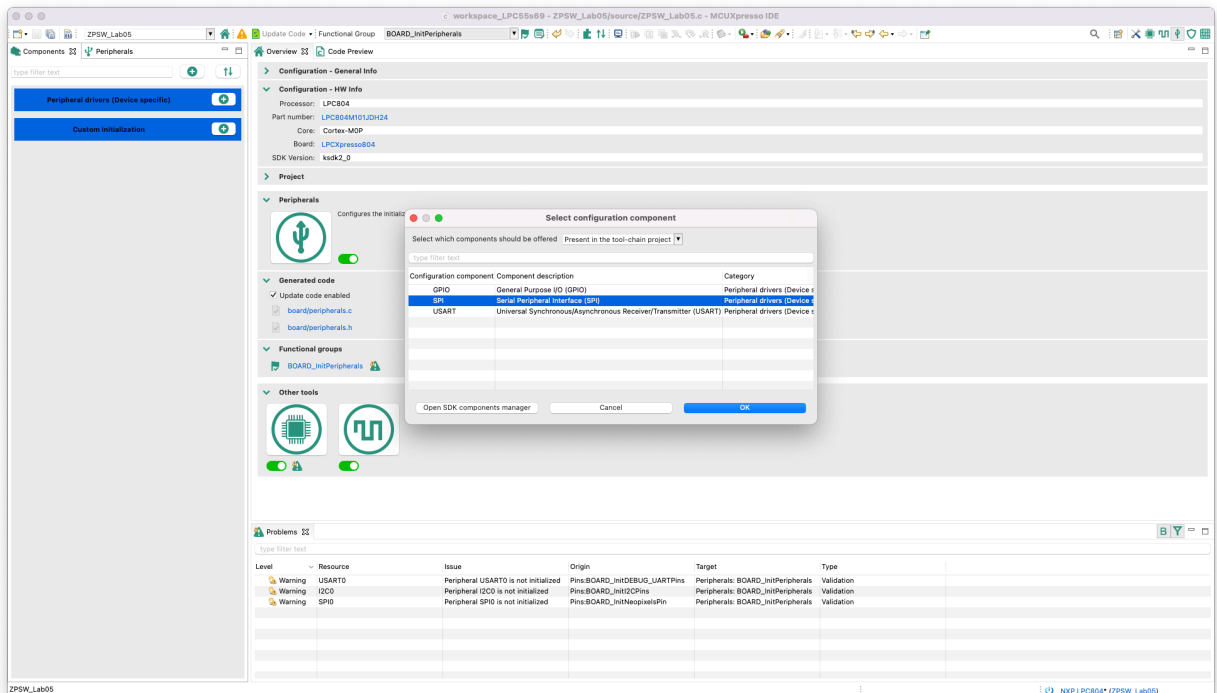 workspace_LPC55s69 - ZPSW_Lab05/source/ZPSW_Lab05.c - MCUXpresso IDE
ZPSW_Lab05
Update Code
Functional Group
BOARD_InitPeripherals
Components
Peripherals
Overview
Code Preview
type filter text
Peripheral drivers (Device specific)
Custom initialization
Configuration - General Info
Configuration - HW Info
Processor: LPC804
Part number: LPC804M101JDH24
Core: Cortex-M0P
Board: LPCXpresso804
SDK Version: ksdk2_0
Project
Peripherals
Configures the initializ
Generated code
Update code enabled
board/peripherals.c
board/peripherals.h
Functional groups
BOARD_InitPeripherals
Other tools
Select configuration component
Select which components should be offered Present in the tool-chain project
type filter text
Configuration component Component description Category
GPIO General Purpose I/O (GPIO) Peripheral drivers (Device s
SPI Serial Peripheral Interface (SPI) Peripheral drivers (Device s
USART Universal Synchronous/Asynchronous Receiver/Transmitter (USART) Peripheral drivers (Device s
Open SDK components manager Cancel OK
Problems
B
type filter text
Level Resource Issue Origin Target Type
Warning USART0 Peripheral USART0 is not initialized Pins:BOARD_InitDEBUG_UARTPins Peripherals: BOARD_InitPeripherals Validation
Warning I2C0 Peripheral I2C0 is not initialized Pins:BOARD_InitI2CPins Peripherals: BOARD_InitPeripherals Validation
Warning SPI0 Peripheral SPI0 is not initialized Pins:BOARD_InitNeopixelsPin Peripherals: BOARD_InitPeripherals Validation
ZPSW_Lab05
NXP LPC804* (ZPSW_Lab05)